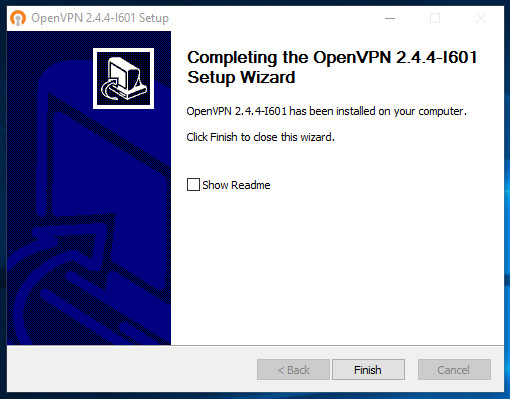 OpenVPN 2.4.4-I601 Setup
Completing the OpenVPN 2.4.4-I601
Setup Wizard
OpenVPN 2.4.4-I601 has been installed on your computer.
Click Finish to close this wizard.
Show Readme
< Back
Finish
Cancel